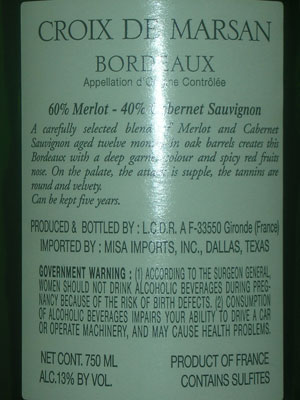 CROIX DE MARSAN
BORDEAUX
Appellation d'Origine Contrôlée
60% Merlot - 40% Cabernet Sauvignon
A carefully selected blend of Merlot and Cabernet
Sauvignon aged twelve months in oak barrels creates this
Bordeaux with a deep garnet colour and spicy red fruits
nose. On the palate, the attack is supple, the tannins are
round and velvety.
Can be kept five years.
PRODUCED & BOTTLED BY : L.C.D.R. A F-33550 Gironde (France)
IMPORTED BY : MISA IMPORTS, INC., DALLAS, TEXAS
GOVERNMENT WARNING : (1) ACCORDING TO THE SURGEON GENERAL,
WOMEN SHOULD NOT DRINK ALCOHOLIC BEVERAGES DURING PREG-
NANCY BECAUSE OF THE RISK OF BIRTH DEFECTS. (2) CONSUMPTION
OF ALCOHOLIC BEVERAGES IMPAIRS YOUR ABILITY TO DRIVE A CAR
OR OPERATE MACHINERY, AND MAY CAUSE HEALTH PROBLEMS.
NET CONT. 750 ML
PRODUCT OF FRANCE
ALC.13% BY VOL.
CONTAINS SULFITES